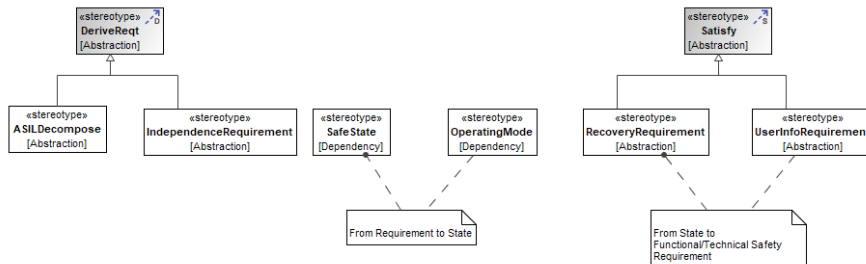 «stereotype» D
DeriveReqt
[Abstraction]
«stereotype» S
Satisfy
[Abstraction]
«stereotype»
ASILDecompose
[Abstraction]
«stereotype»
IndependenceRequirement
[Abstraction]
«stereotype»
SafeState
[Dependency]
«stereotype»
OperatingMode
[Dependency]
«stereotype»
RecoveryRequirement
[Abstraction]
«stereotype»
UserInfoRequiremen
[Abstraction]
From Requirement to State
From State to
Functional/Technical Safety
Requirement